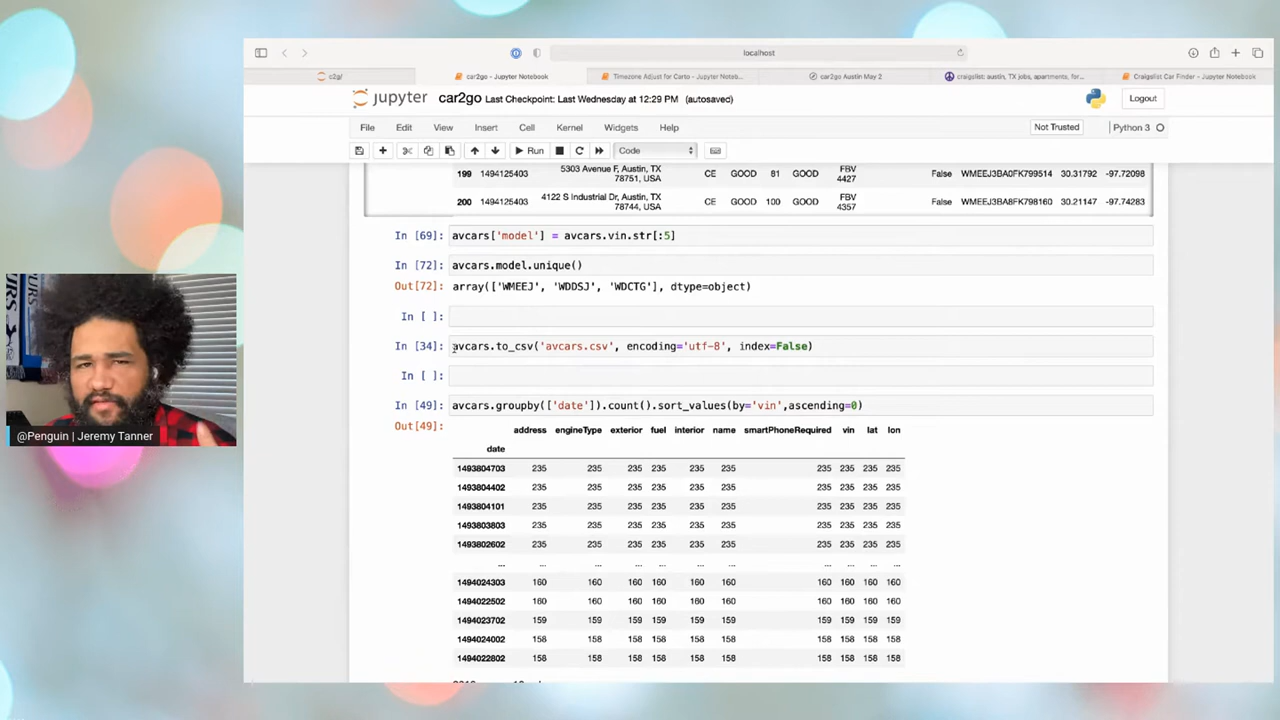 localhost
c2g/
car2go - Jupyter Notebook
Timezone Adjust for Carto - Juypter Noteb...
car2go Austin May 2
craigslist: austin, TX jobs, apartments, for...
Craigslist Car Finder - Jupyter Notebook
jupyter car2go Last Checkpoint: Last Wednesday at 12:29 PM (autosaved)
Logout
File Edit View Insert Cell Kernel Widgets Help
Not Trusted
Python 3
Run
Code
199 1494125403 5303 Avenue F, Austin, TX 78751, USA CE GOOD 81 GOOD FBV 4427 False WMEEJ3BA0FK799514 30.31792 -97.72098
200 1494125403 4122 S Industrial Dr, Austin, TX 78744, USA CE GOOD 100 GOOD FBV 4357 False WMEEJ3BA8FK798160 30.21147 -97.74283
In [69]: avcars['model'] = avcars.vin.str[:5]
In [72]: avcars.model.unique()
Out[72]: array(['WMEEJ', 'WDDSJ', 'WDCTG'], dtype=object)
In [ ]:
In [34]: avcars.to_csv('avcars.csv', encoding='utf-8', index=False)
In [ ]:
In [49]: avcars.groupby(['date']).count().sort_values(by='vin',ascending=0)
Out[49]:
address engineType exterior fuel interior name smartPhoneRequired vin lat lon
date
1493804703 235 235 235 235 235 235 235 235 235 235
1493804402 235 235 235 235 235 235 235 235 235 235
1493804101 235 235 235 235 235 235 235 235 235 235
1493803803 235 235 235 235 235 235 235 235 235 235
1493802602 235 235 235 235 235 235 235 235 235 235
... ... ... ... ... ... ... ... ... ... ...
1494024303 160 160 160 160 160 160 160 160 160 160
1494022502 160 160 160 160 160 160 160 160 160 160
1494023702 159 159 159 159 159 159 159 159 159 159
1494024002 158 158 158 158 158 158 158 158 158 158
1494022802 158 158 158 158 158 158 158 158 158 158
@Penguin | Jeremy Tanner